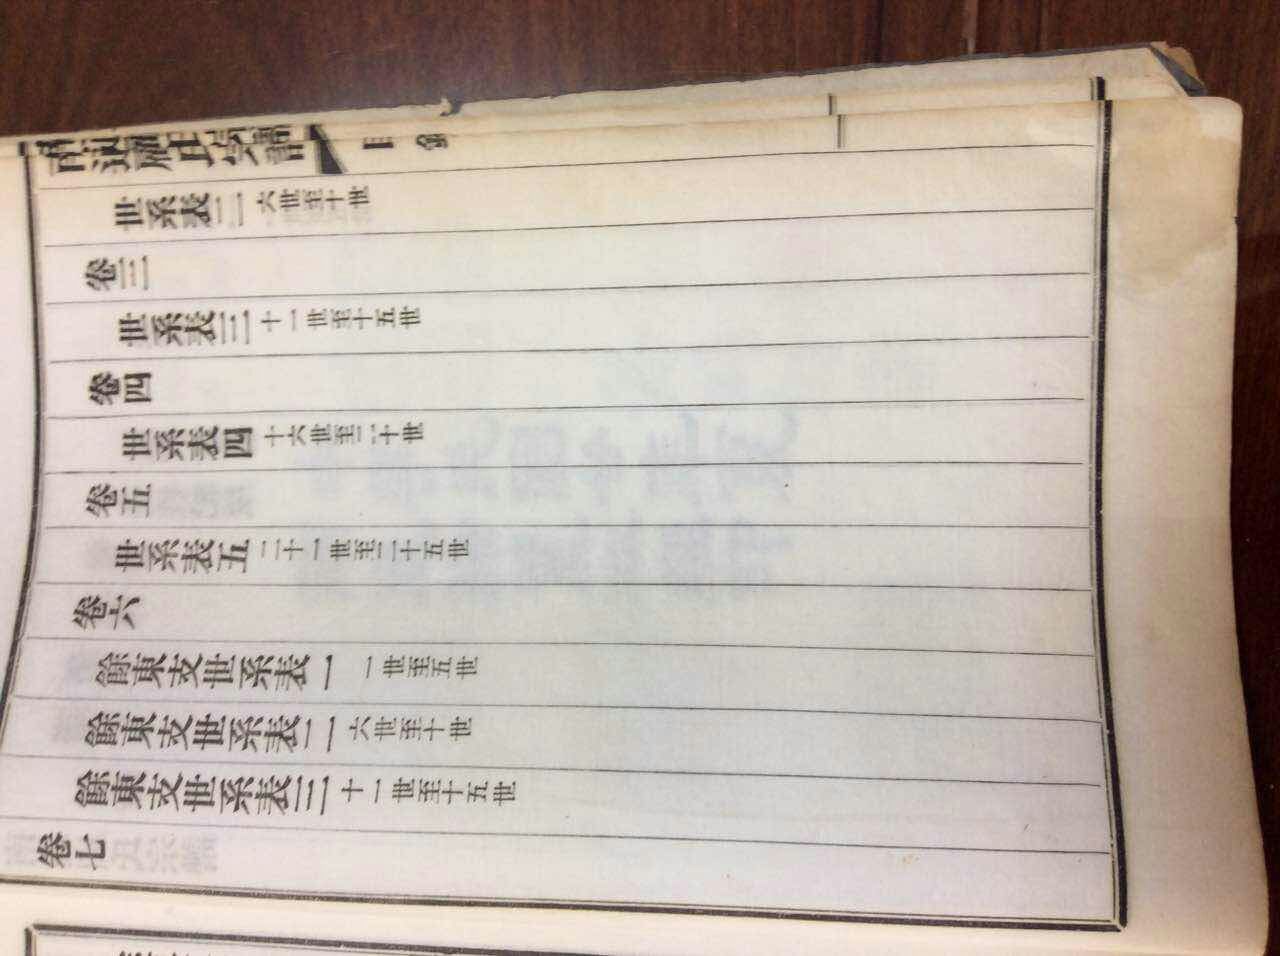 南通顧氏宗譜 目錄
世系表二 六世至十世
卷三
世系表三 十一世至十五世
卷四
世系表四 十六世至二十世
卷五
世系表五 二十一世至二十五世
卷六
餘東支世系表一 一世至五世
餘東支世系表二 六世至十世
餘東支世系表三 十一世至十五世
卷七